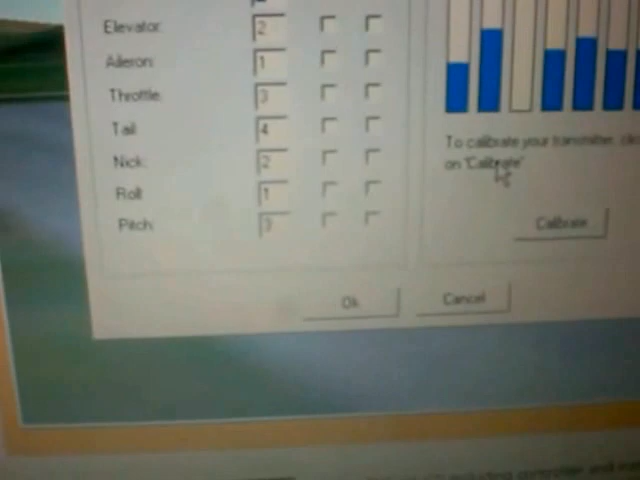 Elevator: 2
Aileron: 1
Throttle: 3
Tail: 4
Nick: 2
Roll: 1
Pitch: 3
To calibrate your transmitter, clic
on "Calibrate"
Calibrate
Ok
Cancel